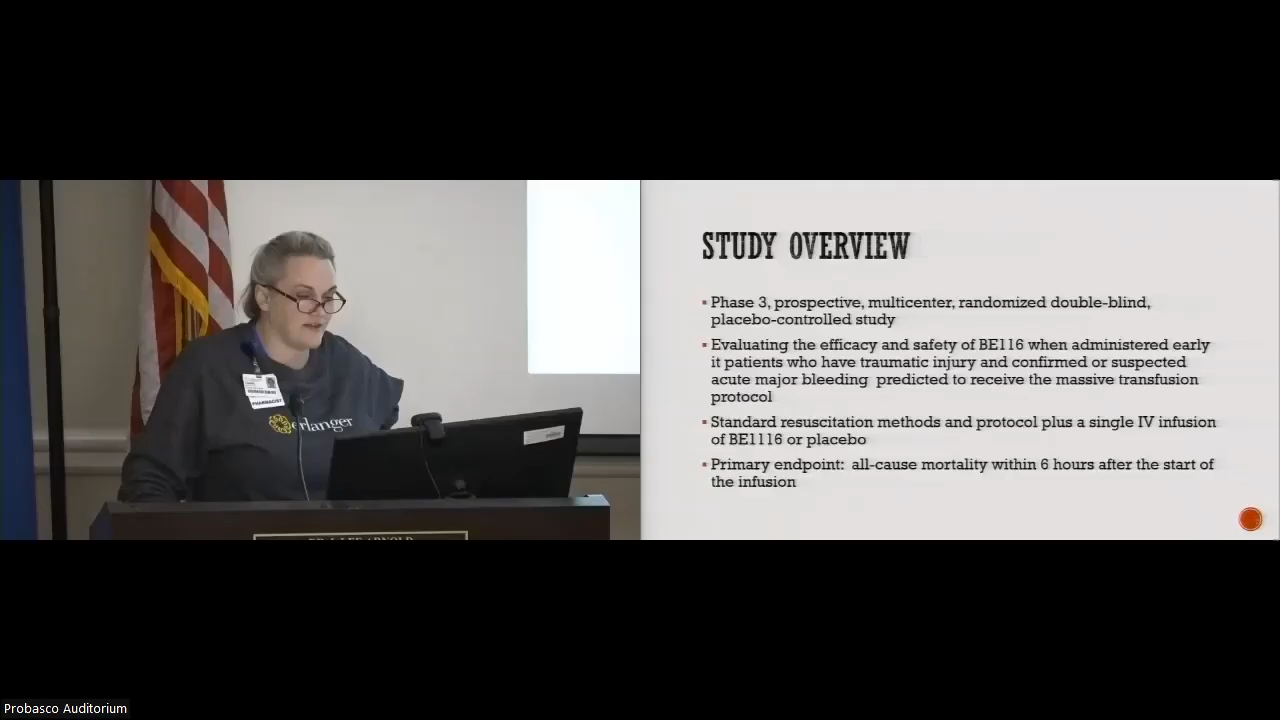 PHARMACIST
erlanger
STUDY OVERVIEW
▪ Phase 3, prospective, multicenter, randomized double-blind,
placebo-controlled study
▪ Evaluating the efficacy and safety of BE116 when administered early
it patients who have traumatic injury and confirmed or suspected
acute major bleeding predicted to receive the massive transfusion
protocol
▪ Standard resuscitation methods and protocol plus a single IV infusion
of BE1116 or placebo
▪ Primary endpoint: all-cause mortality within 6 hours after the start of
the infusion
Probasco Auditorium